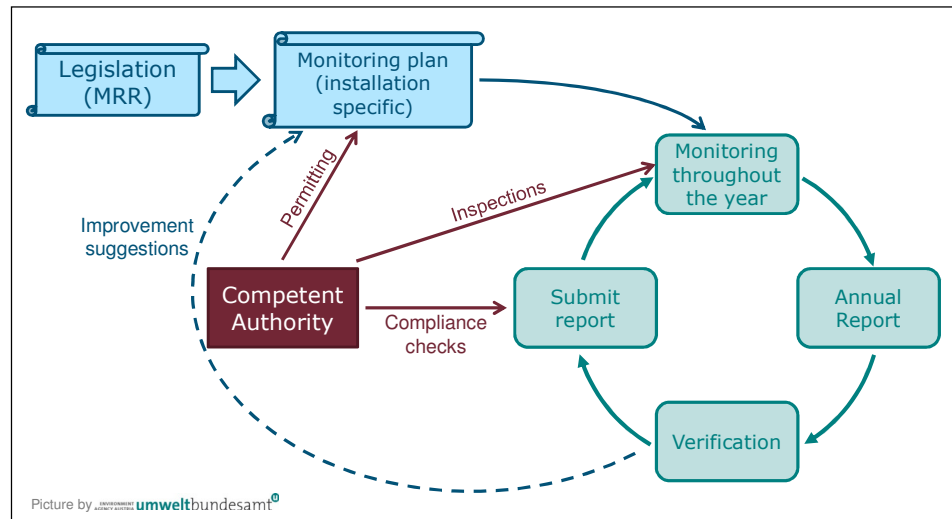 Legislation
(MRR)
Monitoring plan
(installation
specific)
Monitoring
throughout
the year
Permitting
Inspections
Improvement
suggestions
Competent
Authority
Compliance
checks
Submit
report
Annual
Report
Verification
Picture by ENVIRONMENT AGENCY AUSTRIA umweltbundesamt u